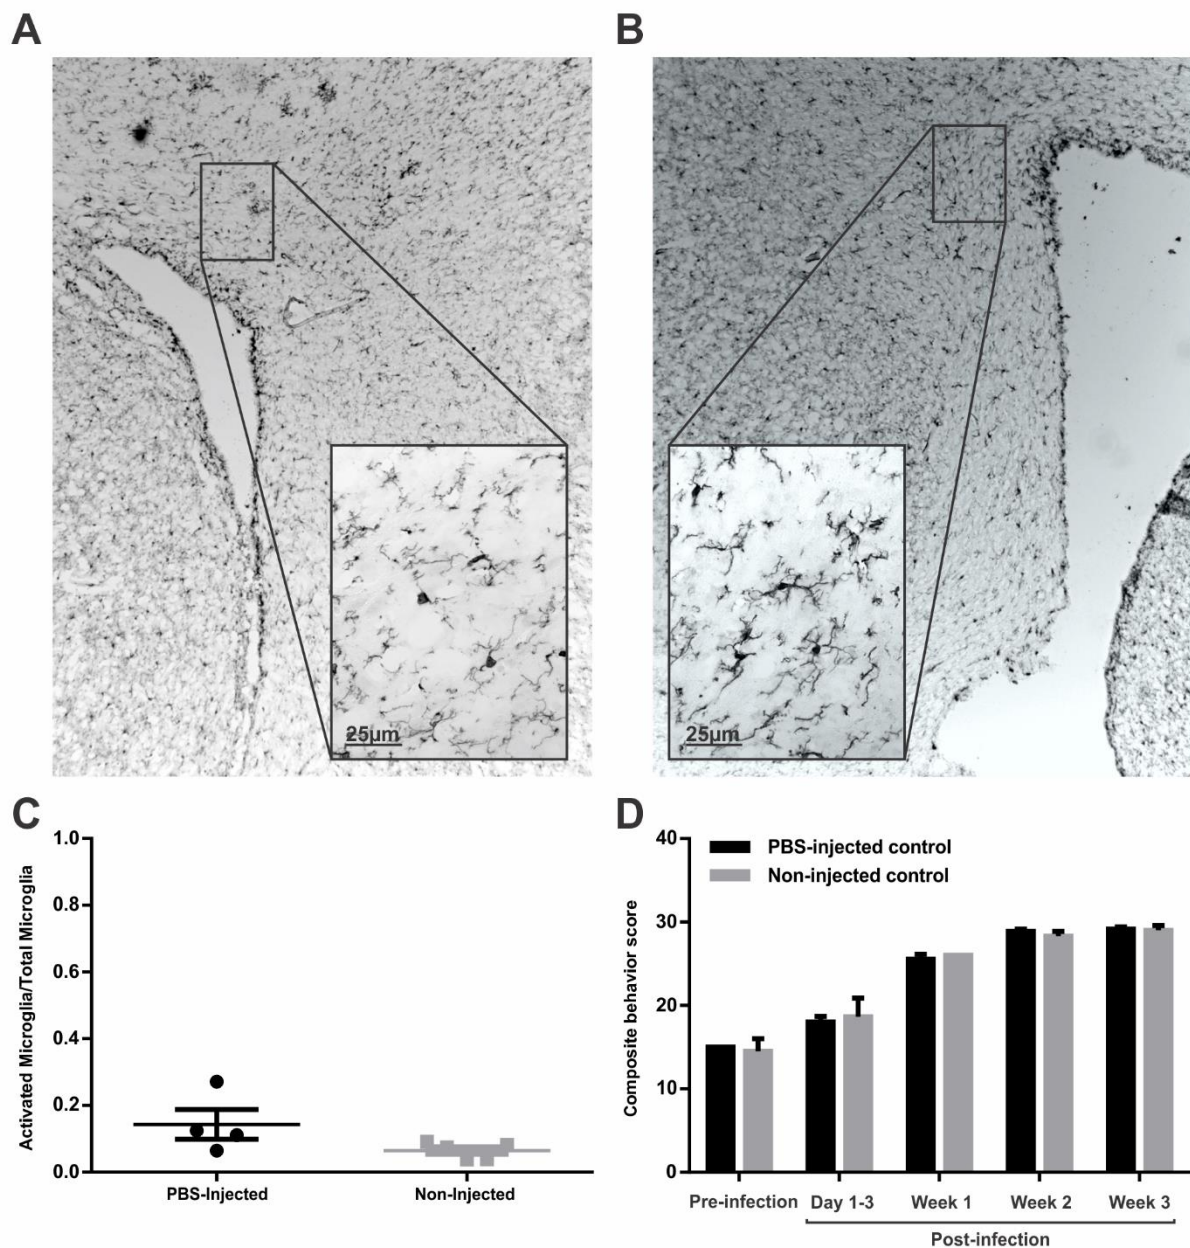 A
B
25µm
25µm
C
D
1.0
0.8
0.6
0.4
0.2
0.0
Activated Microglia/Total Microglia
PBS-Injected
Non-Injected
40
30
20
10
0
Composite behavior score
PBS-injected control
Non-injected control
Pre-infection
Day 1-3
Week 1
Week 2
Week 3
Post-infection